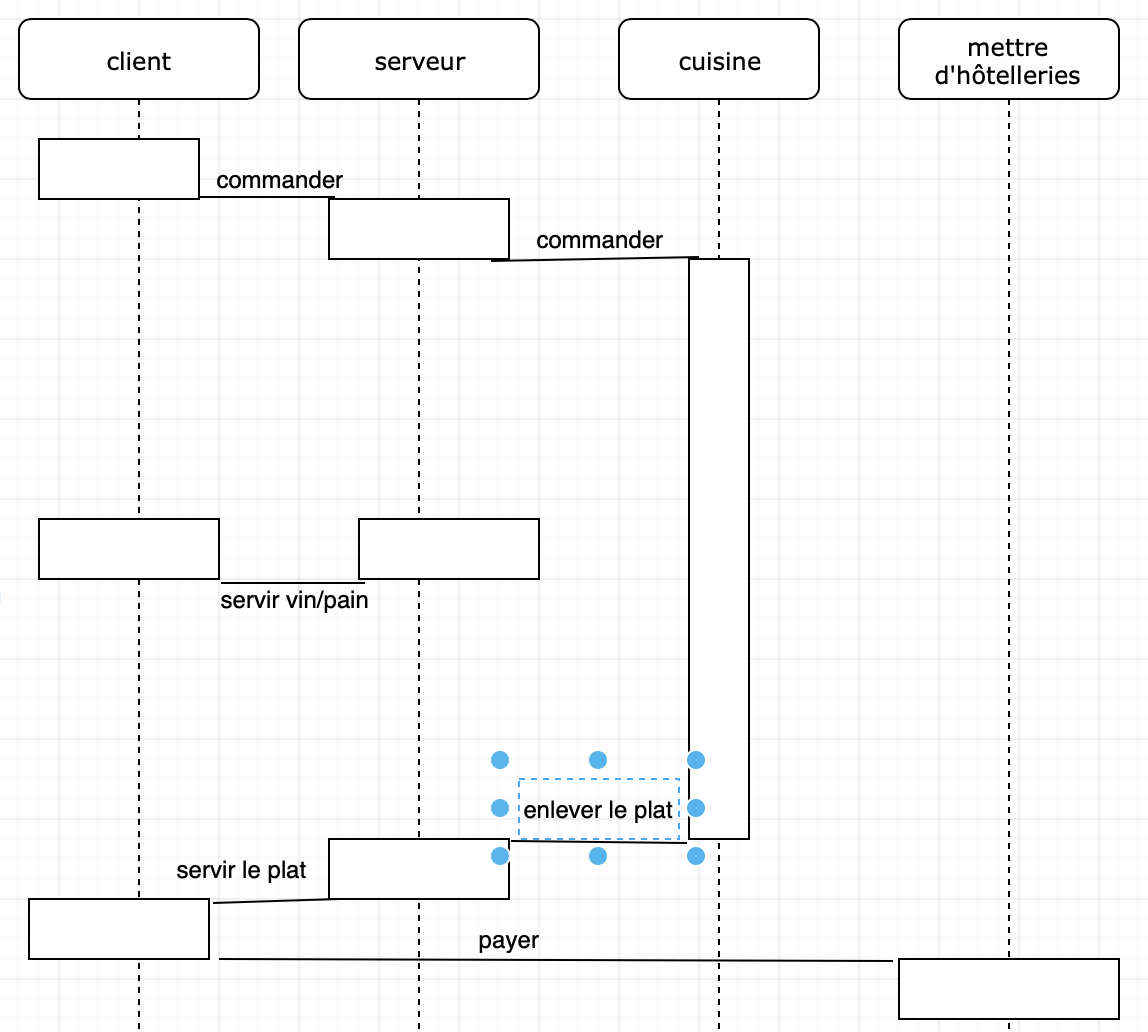 client
serveur
cuisine
mettre
d'hôtelleries
commander
commander
servir vin/pain
enlever le plat
servir le plat
payer